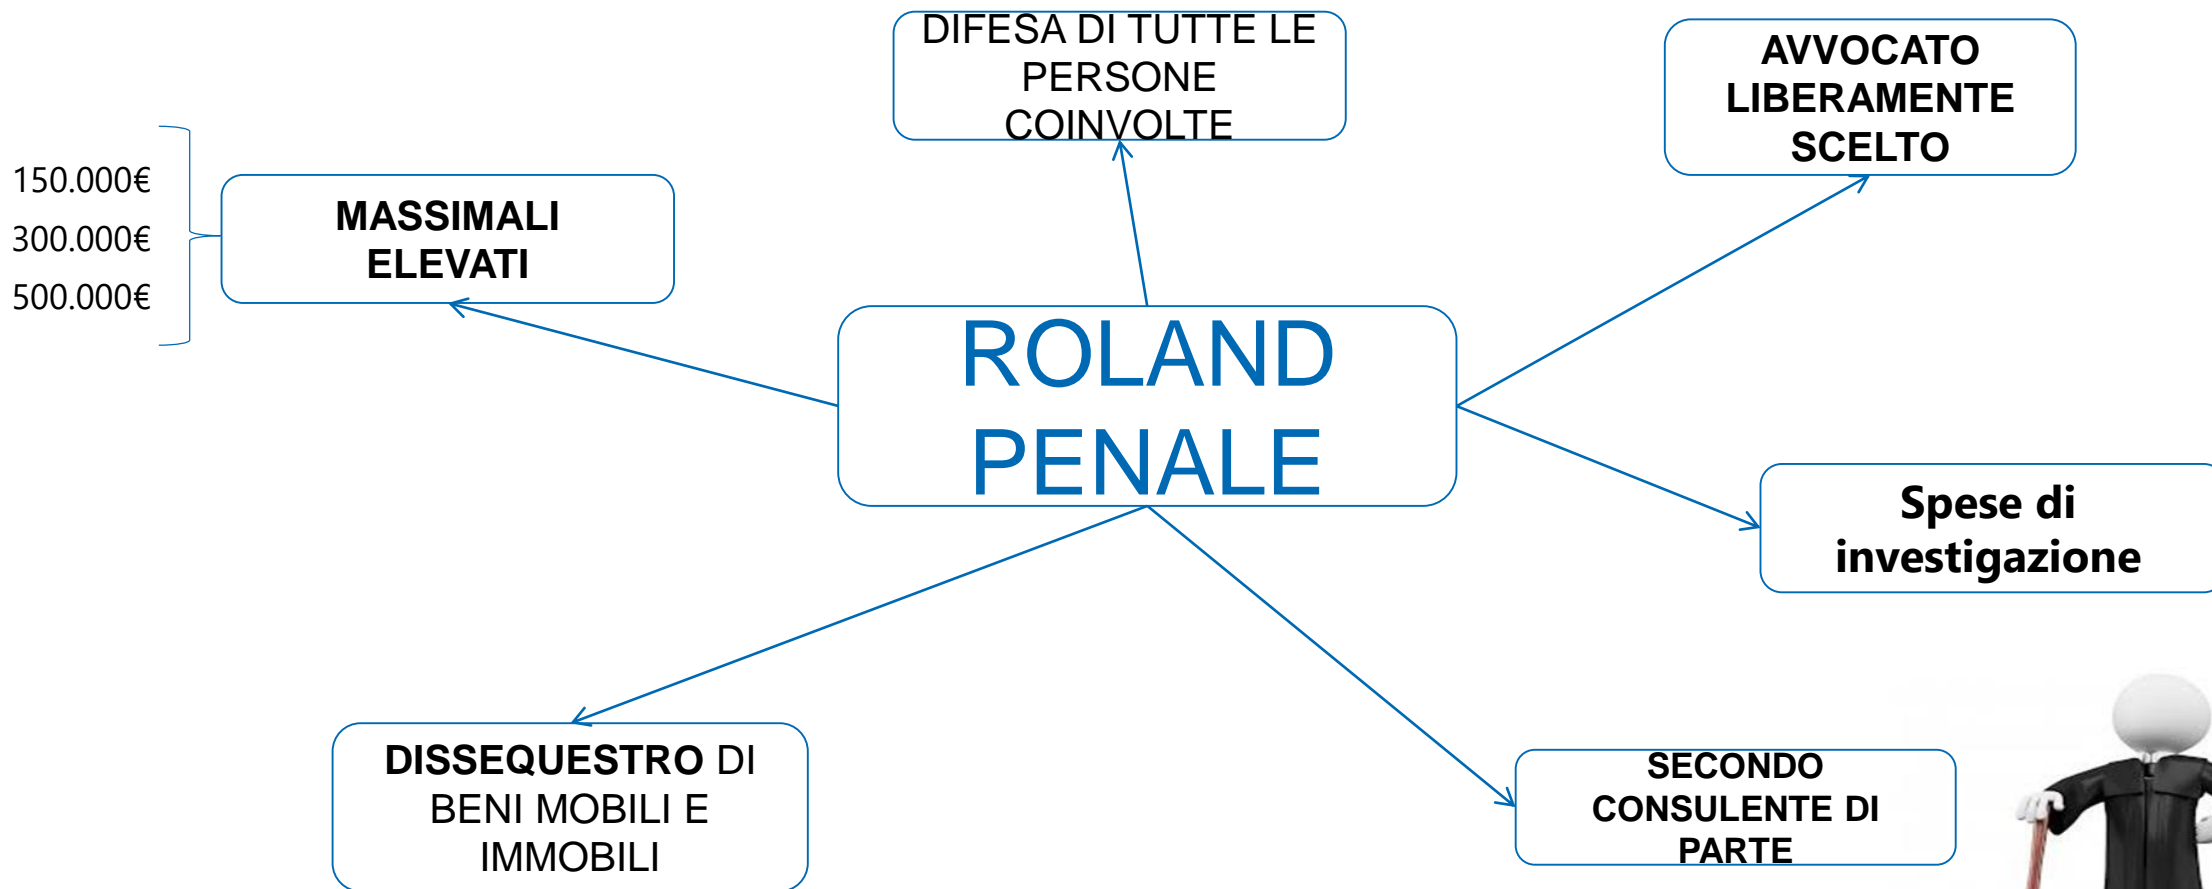 DIFESA DI TUTTE LE
PERSONE
COINVOLTE
AVVOCATO
LIBERAMENTE
SCELTO
150.000€
300.000€
500.000€
MASSIMALI
ELEVATI
ROLAND
PENALE
Spese di
investigazione
DISSEQUESTRO DI
BENI MOBILI E
IMMOBILI
SECONDO
CONSULENTE DI
PARTE